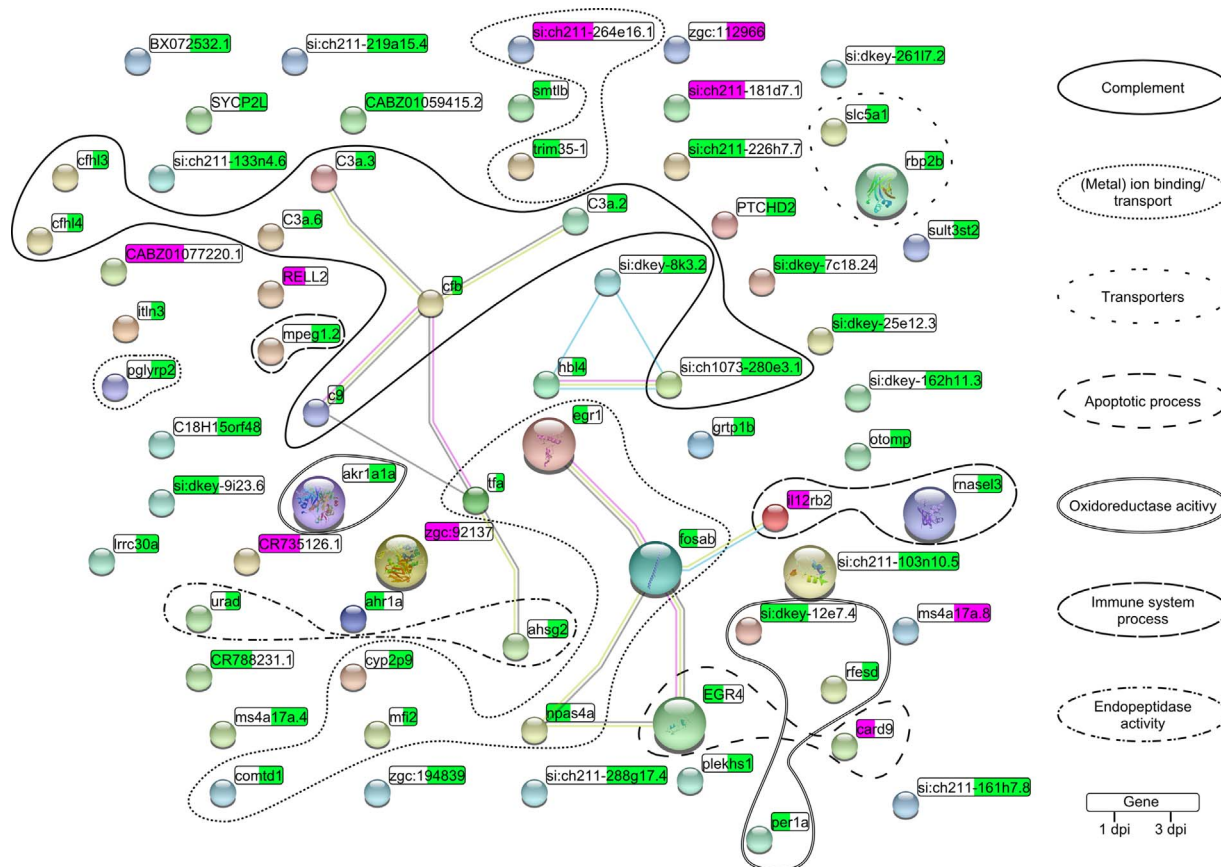 BX072532.1
si:ch211-219a15.4
si:ch211-264e16.1
zgc:112966
si:dkey-261l7.2
Complement
SYCP2L
CABZ01059415.2
smtlb
si:ch211-181d7.1
slc5a1
cfhl3
si:ch211-133n4.6
C3a.3
trim35-1
si:ch211-226h7.7
rbp2b
(Metal) ion binding/
transport
cfhl4
C3a.6
C3a.2
PTCHD2
sult3st2
CABZ01077220.1
RELL2
cfb
si:dkey-8k3.2
si:dkey-7c18.24
Transporters
itln3
mpeg1.2
si:dkey-25e12.3
pglyrp2
c9
hbl4
si:ch1073-280e3.1
si:dkey-162h11.3
Apoptotic process
C18H15orf48
egr1
grtp1b
otomp
si:dkey-9i23.6
akr1a1a
tfa
il12rb2
rnasel3
Oxidoreductase acitivy
lrrc30a
CR735126.1
zgc:92137
fosab
si:ch211-103n10.5
urad
ahr1a
ahsg2
si:dkey-12e7.4
ms4a17a.8
Immune system
process
CR788231.1
cyp2p9
rfesd
ms4a17a.4
mfi2
npas4a
EGR4
card9
Endopeptidase
activity
comtd1
zgc:194839
si:ch211-288g17.4
plekhs1
si:ch211-161h7.8
per1a
Gene
1 dpi
3 dpi